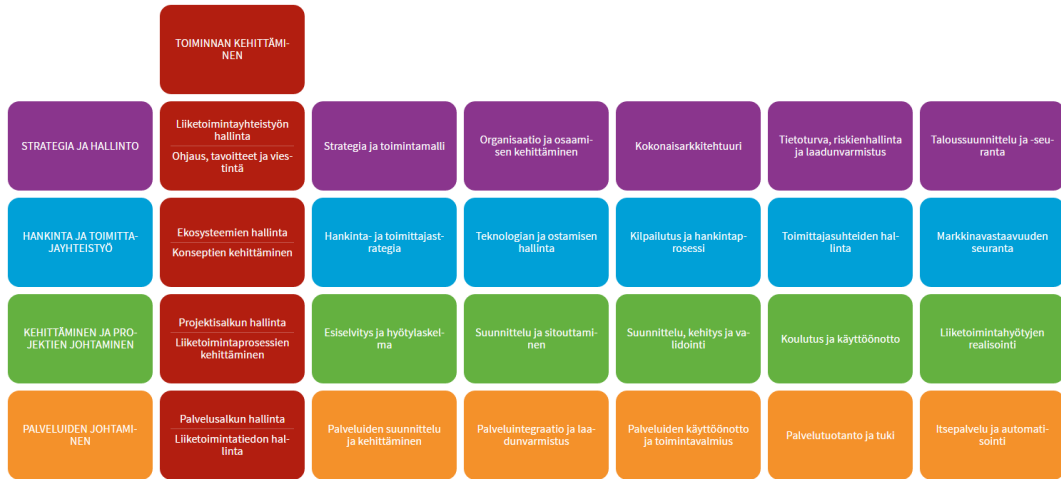 TOIMINNAN KEHITTÄMI-
NEN
STRATEGIA JA HALLINTO
Liiketoimintayhteistyön
hallinta
Ohjaus, tavoitteet ja vies-
tintä
Strategia ja toimintamalli
Organisaatio ja osaami-
sen kehittäminen
Kokonaisarkkitehtuuri
Tietoturva, riskienhallinta
ja laadunvarmistus
Taloussuunnittelu ja -seu-
ranta
HANKINTA JA TOIMITTA-
JAYHTEISTYÖ
Ekosysteemien hallinta
Konseptien kehittäminen
Hankinta- ja toimittajast-
rategia
Teknologian ja ostamisen
hallinta
Kilpailutus ja hankintap-
rosessi
Toimittajasuhteiden hal-
linta
Markkinavastaavuuden
seuranta
KEHITTÄMINEN JA PRO-
JEKTIEN JOHTAMINEN
Projektisalkun hallinta
Liiketoimintaprosessien
kehittäminen
Esiselvitys ja hyötylaskel-
ma
Suunnittelu ja sitouttami-
nen
Suunnittelu, kehitys ja va-
lidointi
Koulutus ja käyttöönotto
Liiketoimintahyötyjen
realisointi
PALVELUIDEN JOHTAMI-
NEN
Palvelusalkun hallinta
Liiketoimintatiedon hal-
linta
Palveluiden suunnittelu
ja kehittäminen
Palveluintegraatio ja laa-
dunvarmistus
Palveluiden käyttöönotto
ja toimintavalmius
Palvelutuotanto ja tuki
Itsepalvelu ja automati-
sointi